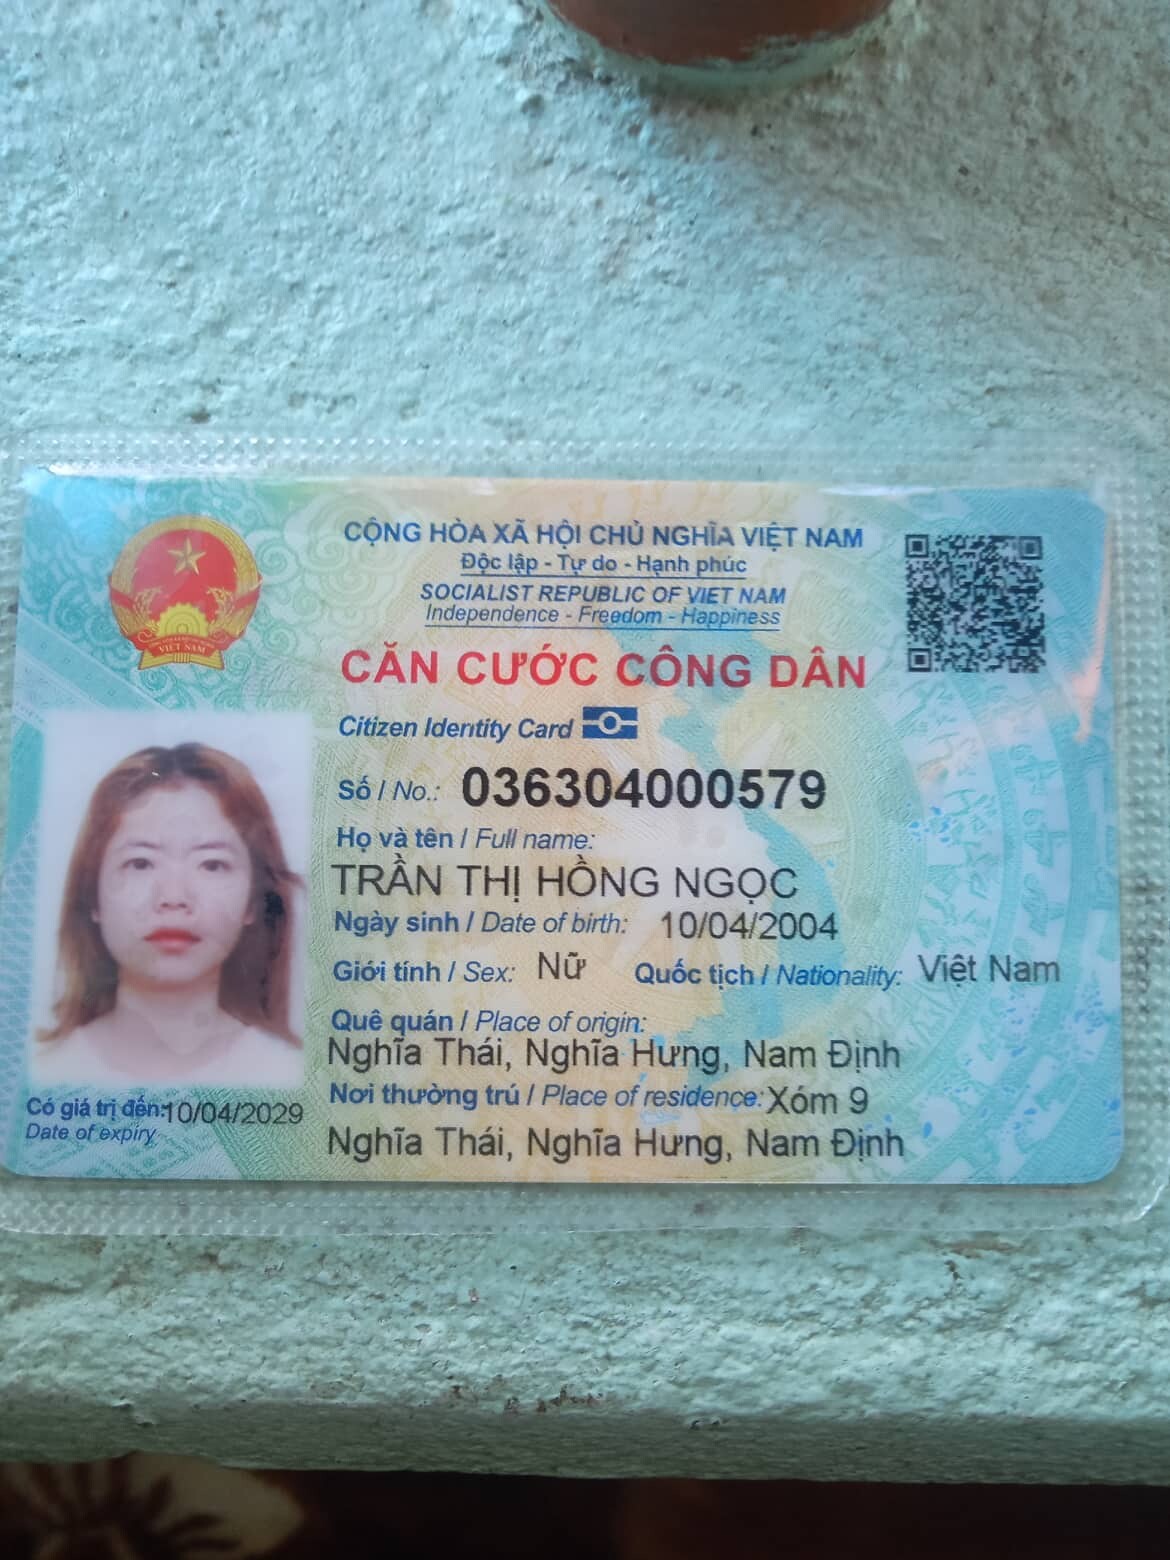 CỘNG HÒA XÃ HỘI CHỦ NGHĨA VIỆT NAM
Độc lập - Tự do - Hạnh phúc
SOCIALIST REPUBLIC OF VIET NAM
Independence - Freedom - Happiness
VIỆT NAM
CĂN CƯỚC CÔNG DÂN
Citizen Identity Card
Số / No.: 036304000579
Họ và tên / Full name:
TRẦN THỊ HỒNG NGỌC
Ngày sinh / Date of birth: 10/04/2004
Giới tính / Sex: Nữ Quốc tịch / Nationality: Việt Nam
Quê quán / Place of origin:
Nghĩa Thái, Nghĩa Hưng, Nam Định
Nơi thường trú / Place of residence: Xóm 9
Nghĩa Thái, Nghĩa Hưng, Nam Định
Có giá trị đến: 10/04/2029
Date of expiry